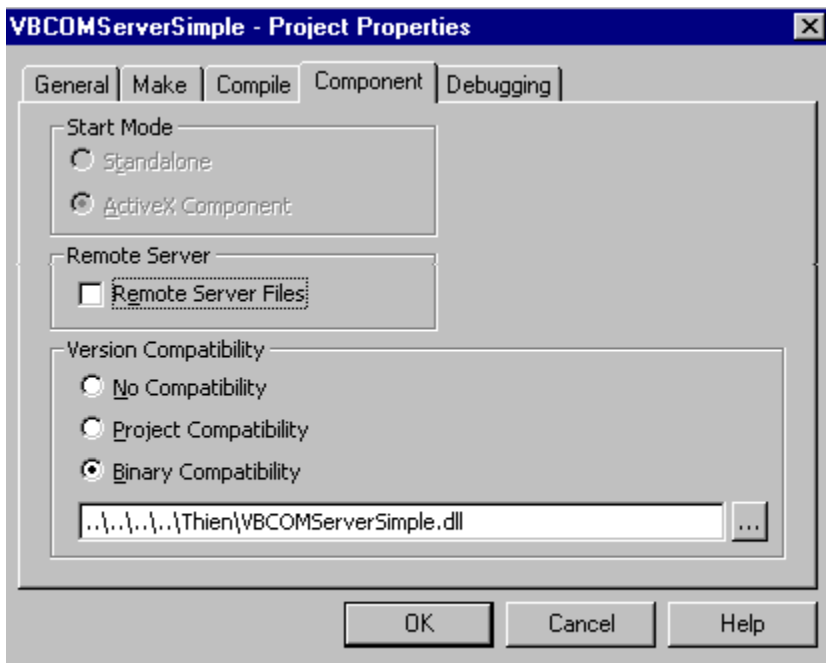 VBCOMServerSimple - Project Properties
General Make Compile Component Debugging
Start Mode
Standalone
ActiveX Component
Remote Server
Remote Server Files
Version Compatibility
No Compatibility
Project Compatibility
Binary Compatibility
..\..\..\..\Thien\VBCOMServerSimple.dll ...
OK Cancel Help